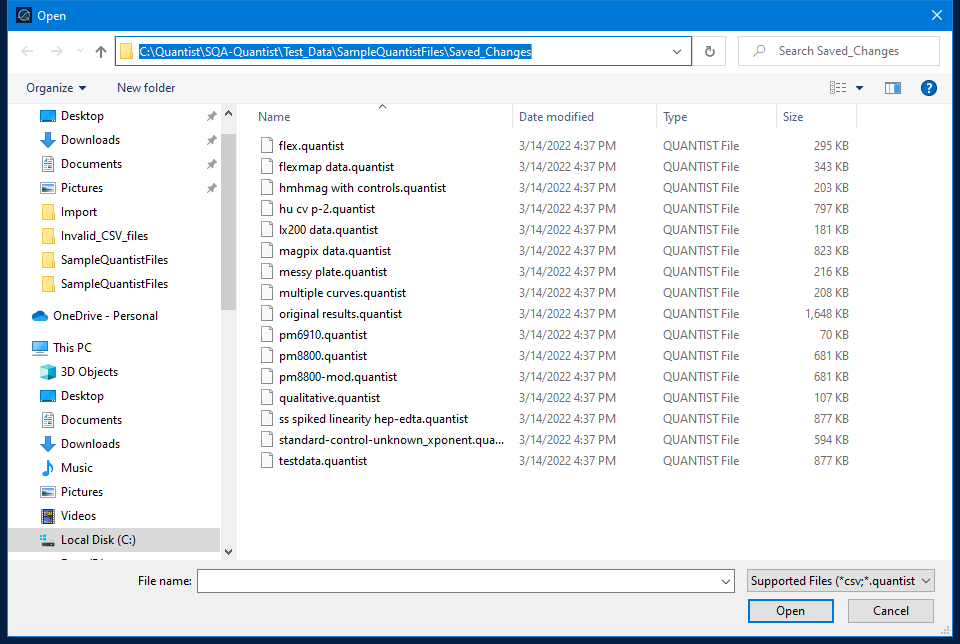 Open
C:\Quantist\SQA-Quantist\Test_Data\SampleQuantistFiles\Saved_Changes
Search Saved_Changes
Organize
New folder
Desktop
Downloads
Documents
Pictures
Import
Invalid_CSV_files
SampleQuantistFiles
SampleQuantistFiles
OneDrive - Personal
This PC
3D Objects
Desktop
Documents
Downloads
Music
Pictures
Videos
Local Disk (C:)
Name Date modified Type Size
flex.quantist 3/14/2022 4:37 PM QUANTIST File 295 KB
flexmap data.quantist 3/14/2022 4:37 PM QUANTIST File 343 KB
hmhmag with controls.quantist 3/14/2022 4:37 PM QUANTIST File 203 KB
hu cv p-2.quantist 3/14/2022 4:37 PM QUANTIST File 797 KB
lx200 data.quantist 3/14/2022 4:37 PM QUANTIST File 181 KB
magpix data.quantist 3/14/2022 4:37 PM QUANTIST File 823 KB
messy plate.quantist 3/14/2022 4:37 PM QUANTIST File 216 KB
multiple curves.quantist 3/14/2022 4:37 PM QUANTIST File 208 KB
original results.quantist 3/14/2022 4:37 PM QUANTIST File 1,648 KB
pm6910.quantist 3/14/2022 4:37 PM QUANTIST File 70 KB
pm8800.quantist 3/14/2022 4:37 PM QUANTIST File 681 KB
pm8800-mod.quantist 3/14/2022 4:37 PM QUANTIST File 681 KB
qualitative.quantist 3/14/2022 4:37 PM QUANTIST File 107 KB
ss spiked linearity hep-edta.quantist 3/14/2022 4:37 PM QUANTIST File 877 KB
standard-control-unknown_xponent.qua... 3/14/2022 4:37 PM QUANTIST File 594 KB
testdata.quantist 3/14/2022 4:37 PM QUANTIST File 877 KB
File name:
Supported Files (*csv;*.quantist
Open
Cancel